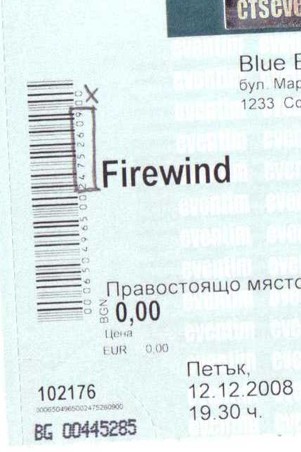 CTSEVE
Blue
бул. Мар
1233 Со
X
Firewind
Правостоящо място
BGN 0,00
Цена
EUR 0.00
Петък,
12.12.2008
19.30 ч.
102176
BG 00445285